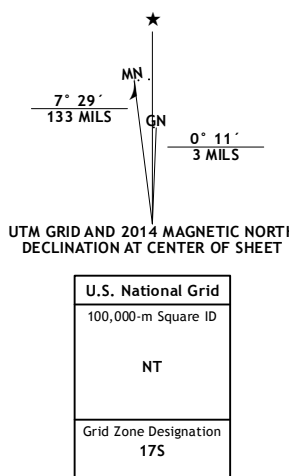 MN
7° 29´
133 MILS
GN
0° 11´
3 MILS
UTM GRID AND 2014 MAGNETIC NORTH
DECLINATION AT CENTER OF SHEET
U.S. National Grid
100,000-m Square ID
NT
Grid Zone Designation
17S